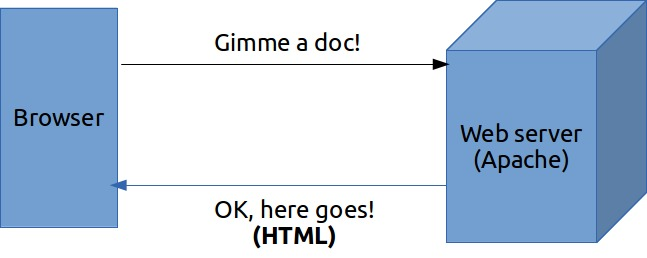 Gimme a doc!
Browser
Web server
(Apache)
OK, here goes!
(HTML)